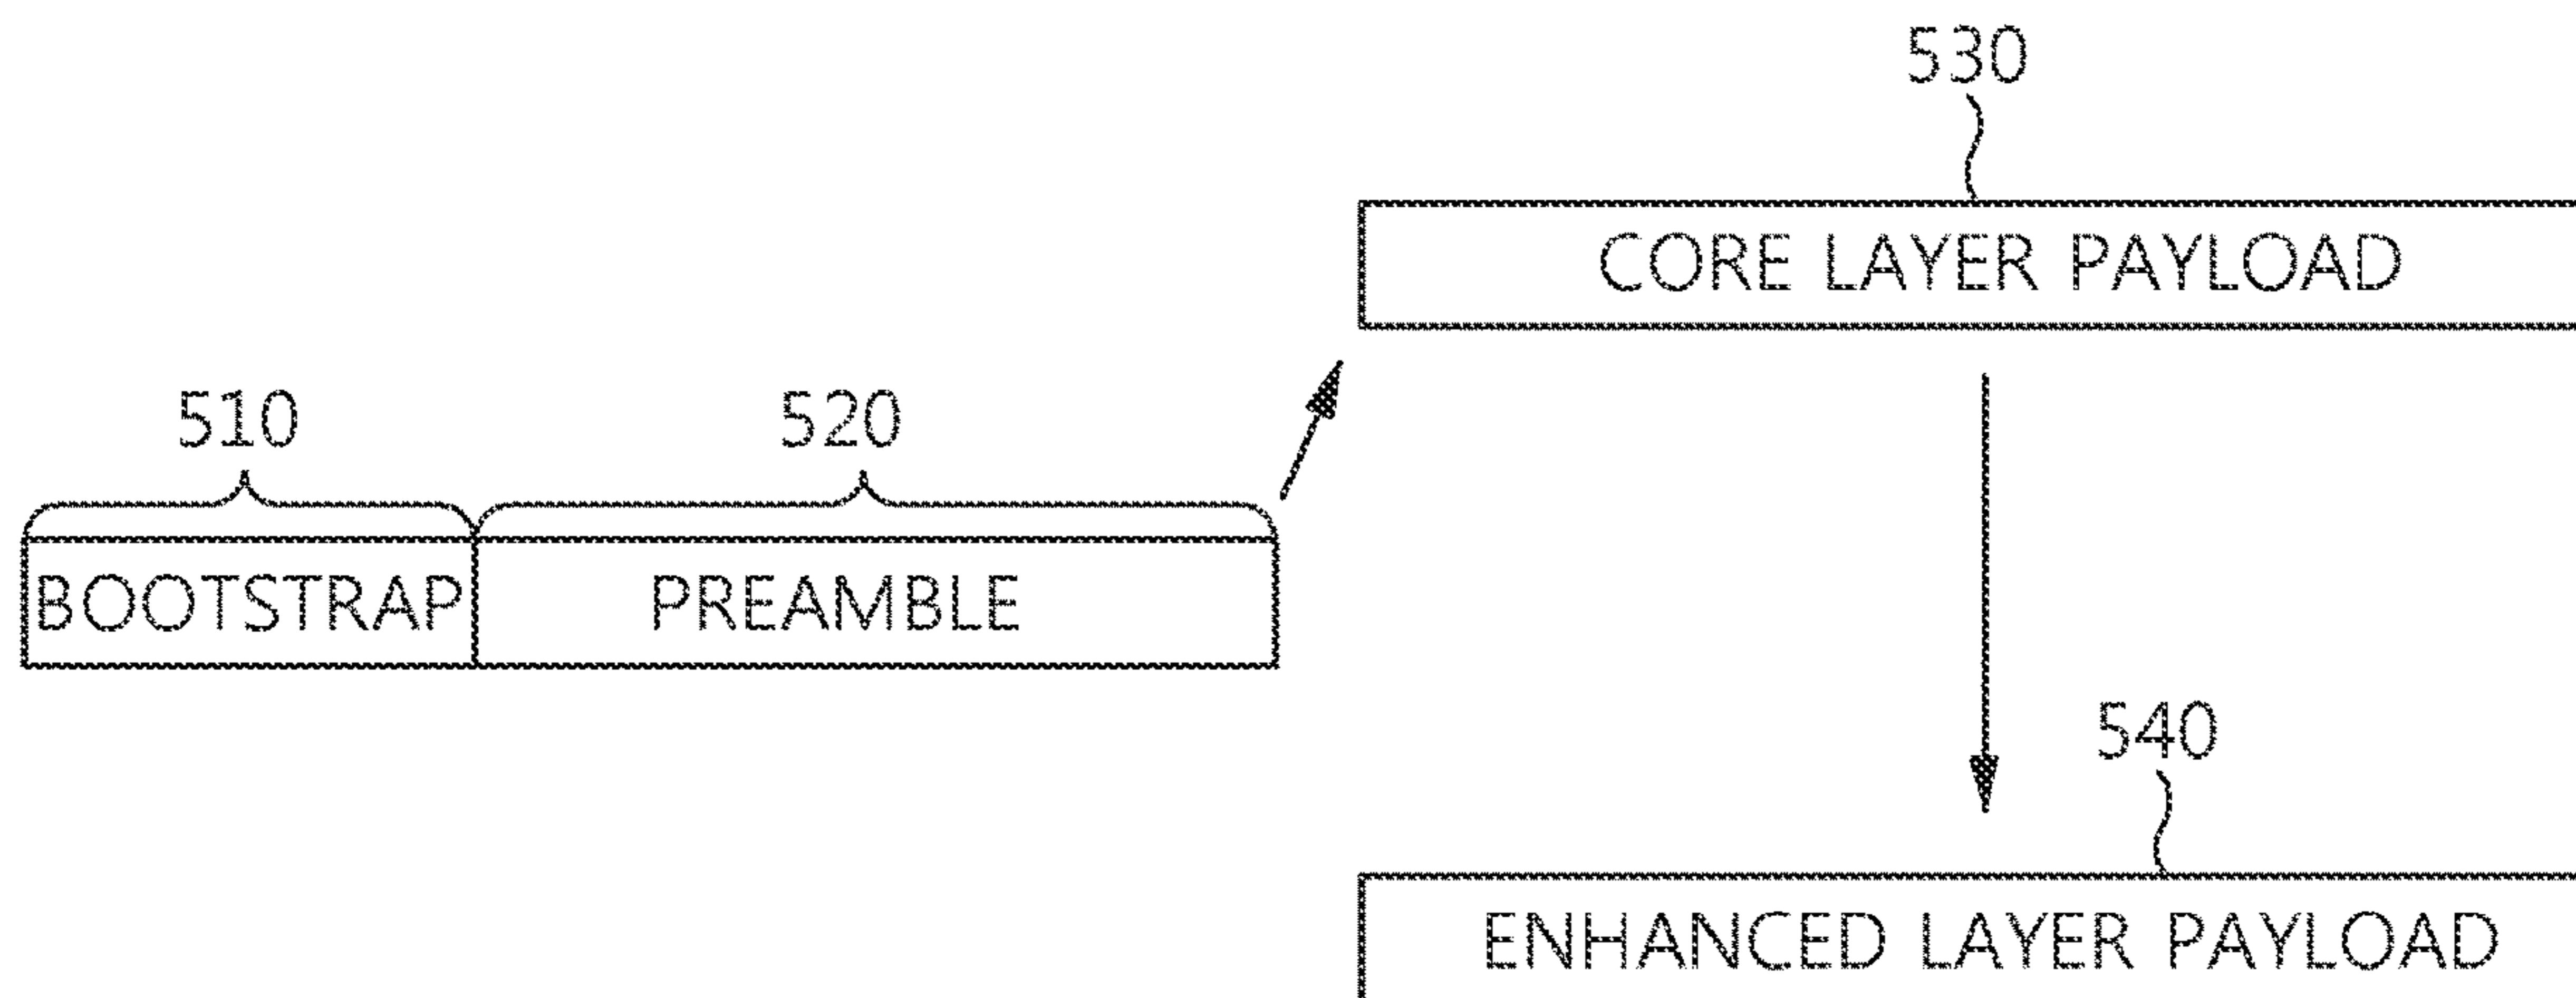 530
CORE LAYER PAYLOAD
510
520
BOOTSTRAP
PREAMBLE
540
ENHANCED LAYER PAYLOAD